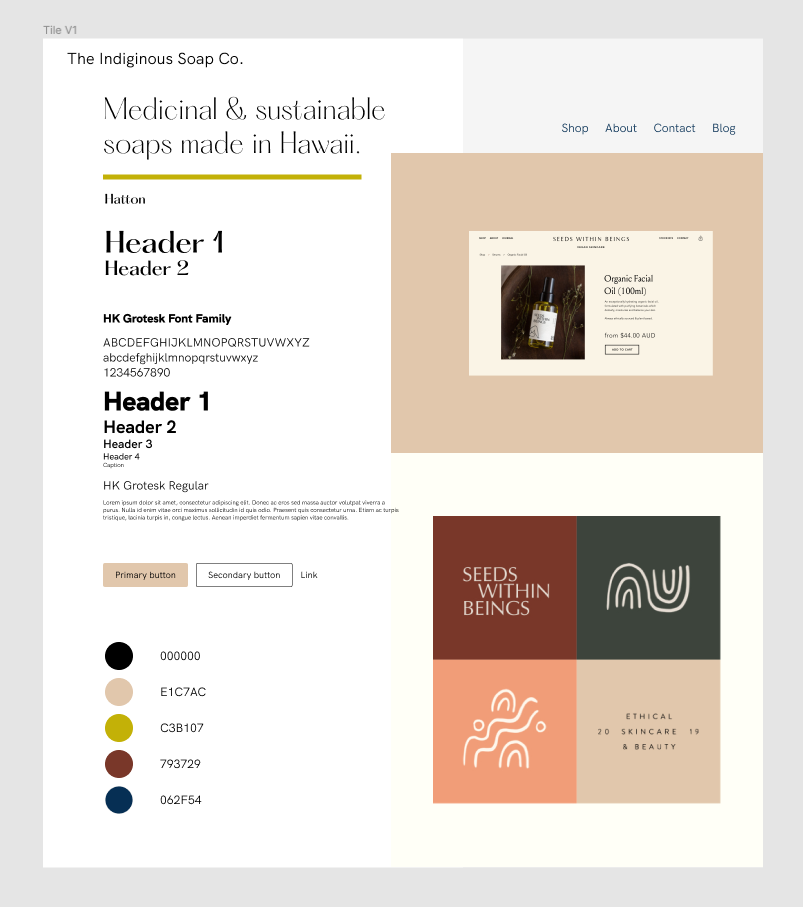 Tile V1
The Indiginous Soap Co.
Medicinal & sustainable
soaps made in Hawaii.
Shop About Contact Blog
Hatton
Header 1
Header 2
HK Grotesk Font Family
ABCDEFGHIJKLMNOPQRSTUVWXYZ
abcdefghijklmnopqrstuvwxyz
1234567890
Header 1
Header 2
Header 3
Header 4
Caption
HK Grotesk Regular
Lorem ipsum dolor sit amet, consectetur adipiscing elit. Donec ac eros sed massa auctor volutpat viverra a
purus. Nulla id enim vitae orci maximus sollicitudin id quis odio. Praesent quis consectetur urna. Etiam ac turpis
tristique, lacinia turpis in, congue lectus. Aenean imperdiet fermentum sapien vitae convallis.
Primary button Secondary button Link
000000
E1C7AC
C3B107
793729
062F54
SEEDS WITHIN BEINGS
Organic Facial
Oil (100ml)
from $44.00 AUD
ADD TO CART
SEEDS
WITHIN
BEINGS
ETHICAL
20 SKINCARE 19
& BEAUTY